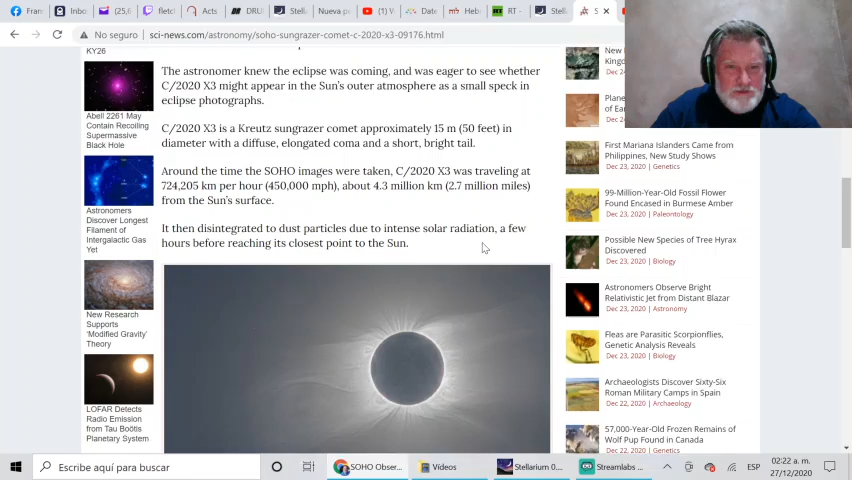 Fran
Inbo
(25,6
fletc
Acts
DRU
Stell
Nueva pa
(1) W
Data
Heb
RT -
Stell
S
No seguro
sci-news.com/astronomy/soho-sungrazer-comet-c-2020-x3-09176.html
KY26
Abell 2261 May
Contain Recoiling
Supermassive
Black Hole
Astronomers
Discover Longest
Filament of
Intergalactic Gas
Yet
New Research
Supports
‘Modified Gravity’
Theory
LOFAR Detects
Radio Emission
from Tau Boötis
Planetary System
The astronomer knew the eclipse was coming, and was eager to see whether
C/2020 X3 might appear in the Sun’s outer atmosphere as a small speck in
eclipse photographs.
C/2020 X3 is a Kreutz sungrazer comet approximately 15 m (50 feet) in
diameter with a diffuse, elongated coma and a short, bright tail.
Around the time the SOHO images were taken, C/2020 X3 was traveling at
724,205 km per hour (450,000 mph), about 4.3 million km (2.7 million miles)
from the Sun’s surface.
It then disintegrated to dust particles due to intense solar radiation, a few
hours before reaching its closest point to the Sun.
New
Kingd
Dec 24
Plane
of Ear
Dec 24
First Mariana Islanders Came from
Philippines, New Study Shows
Dec 23, 2020 | Genetics
99-Million-Year-Old Fossil Flower
Found Encased in Burmese Amber
Dec 23, 2020 | Paleontology
Possible New Species of Tree Hyrax
Discovered
Dec 23, 2020 | Biology
Astronomers Observe Bright
Relativistic Jet from Distant Blazar
Dec 23, 2020 | Astronomy
Fleas are Parasitic Scorpionflies,
Genetic Analysis Reveals
Dec 23, 2020 | Biology
Archaeologists Discover Sixty-Six
Roman Military Camps in Spain
Dec 22, 2020 | Archaeology
57,000-Year-Old Frozen Remains of
Wolf Pup Found in Canada
Dec 22, 2020 | Genetics
Escribe aquí para buscar
SOHO Obser...
Vídeos
Stellarium 0....
Streamlabs ...
ESP
02:22 a. m.
27/12/2020